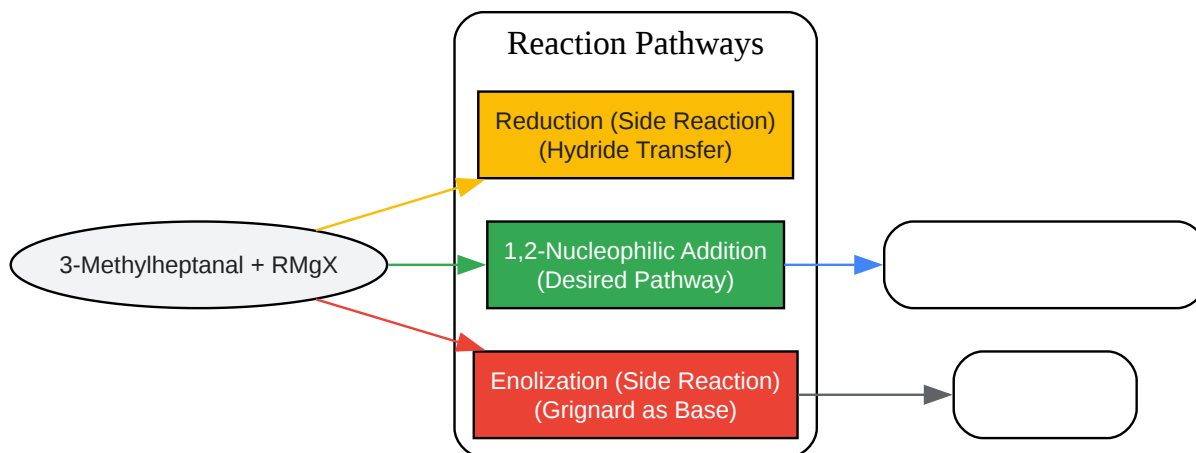 Reaction Pathways
Reduction (Side Reaction)
(Hydride Transfer)
3-Methylheptanal + RMgX
1,2-Nucleophilic Addition
(Desired Pathway)
Enolization (Side Reaction)
(Grignard as Base)